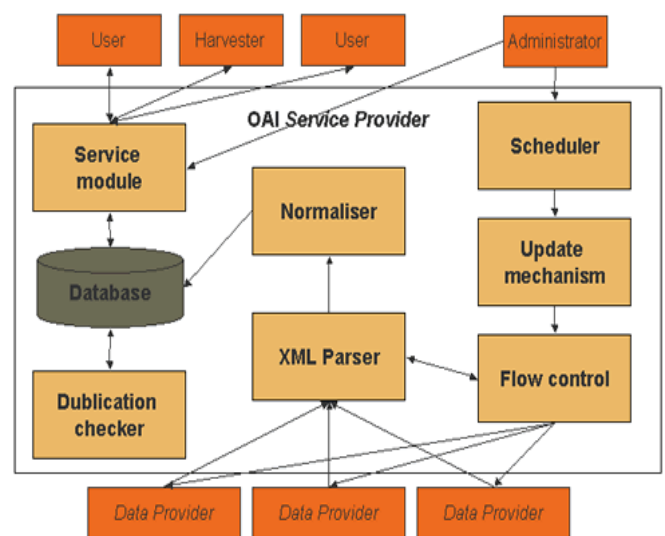 User
Harvester
User
Administrator
OAI Service Provider
Service
module
Scheduler
Normaliser
Update
mechanism
Database
XML Parser
Flow control
Dublication
checker
Data Provider
Data Provider
Data Provider